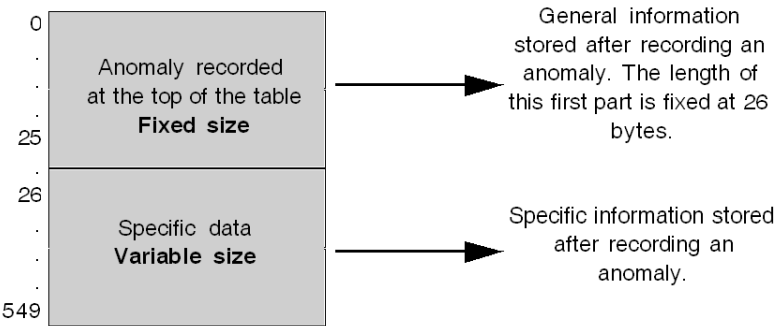 0
.
.
.
25
.
26
.
.
.
549
Anomaly recorded
at the top of the table
Fixed size
General information
stored after recording an
anomaly. The length of
this first part is fixed at 26
bytes.
Specific data
Variable size
Specific information stored
after recording an
anomaly.